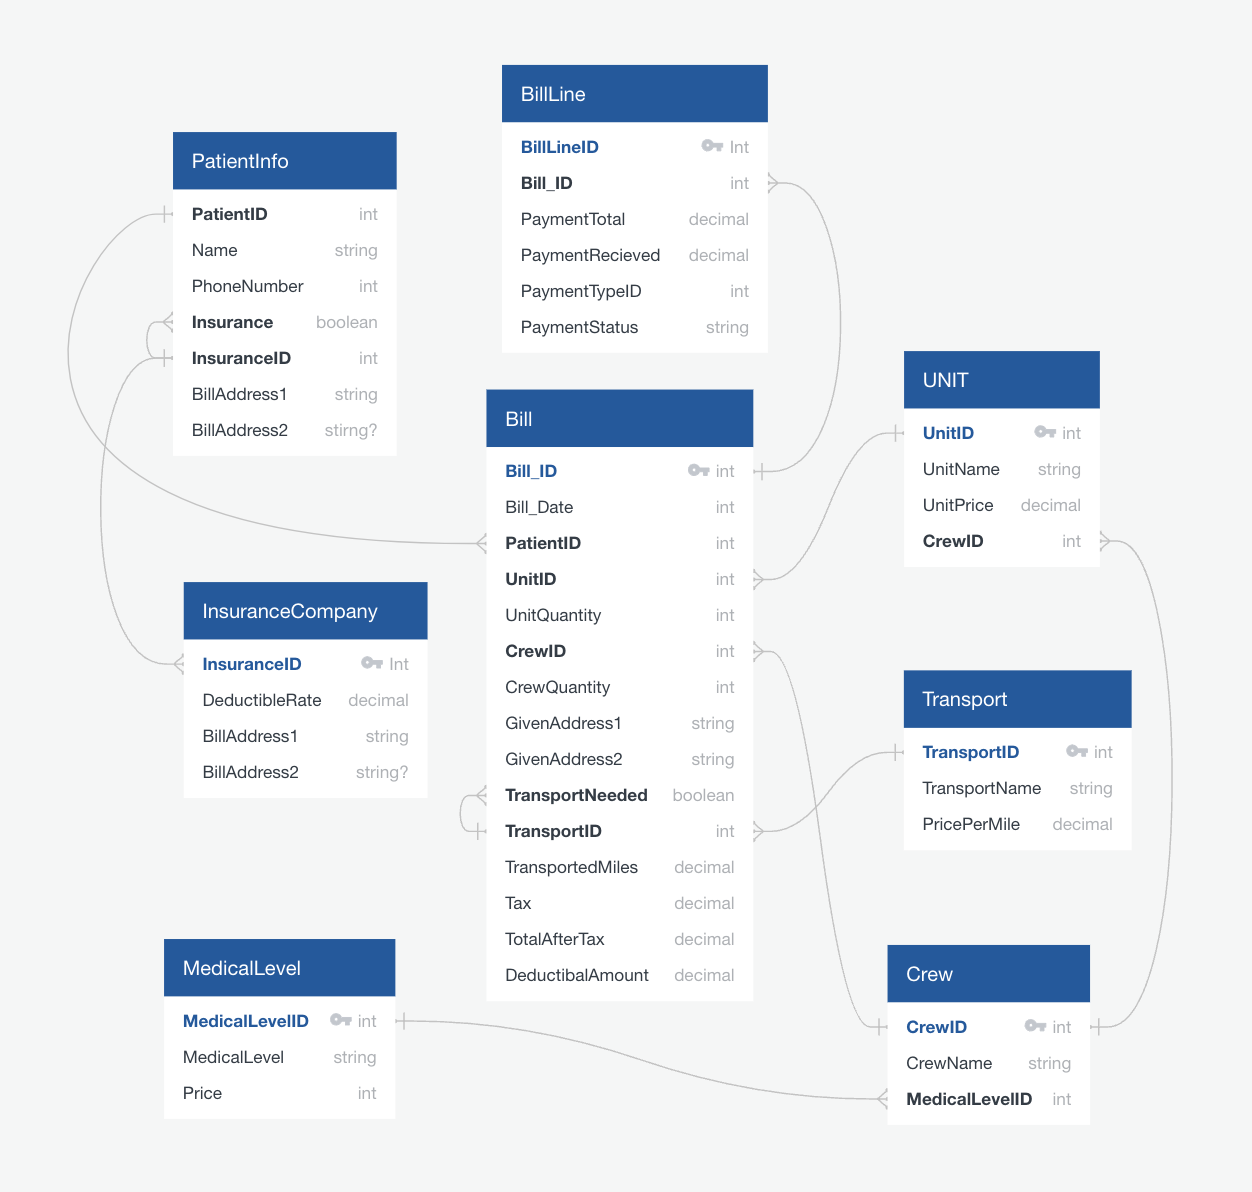 BillLine
BillLineID Int
Bill_ID int
PaymentTotal decimal
PaymentRecieved decimal
PaymentTypeID int
PaymentStatus string
PatientInfo
PatientID int
Name string
PhoneNumber int
Insurance boolean
InsuranceID int
BillAddress1 string
BillAddress2 stirng?
UNIT
UnitID int
UnitName string
UnitPrice decimal
CrewID int
Bill
Bill_ID int
Bill_Date int
PatientID int
UnitID int
UnitQuantity int
CrewID int
CrewQuantity int
GivenAddress1 string
GivenAddress2 string
TransportNeeded boolean
TransportID int
TransportedMiles decimal
Tax decimal
TotalAfterTax decimal
DeductibalAmount decimal
InsuranceCompany
InsuranceID Int
DeductibleRate decimal
BillAddress1 string
BillAddress2 string?
Transport
TransportID int
TransportName string
PricePerMile decimal
MedicalLevel
MedicalLevelID int
MedicalLevel string
Price int
Crew
CrewID int
CrewName string
MedicalLevelID int